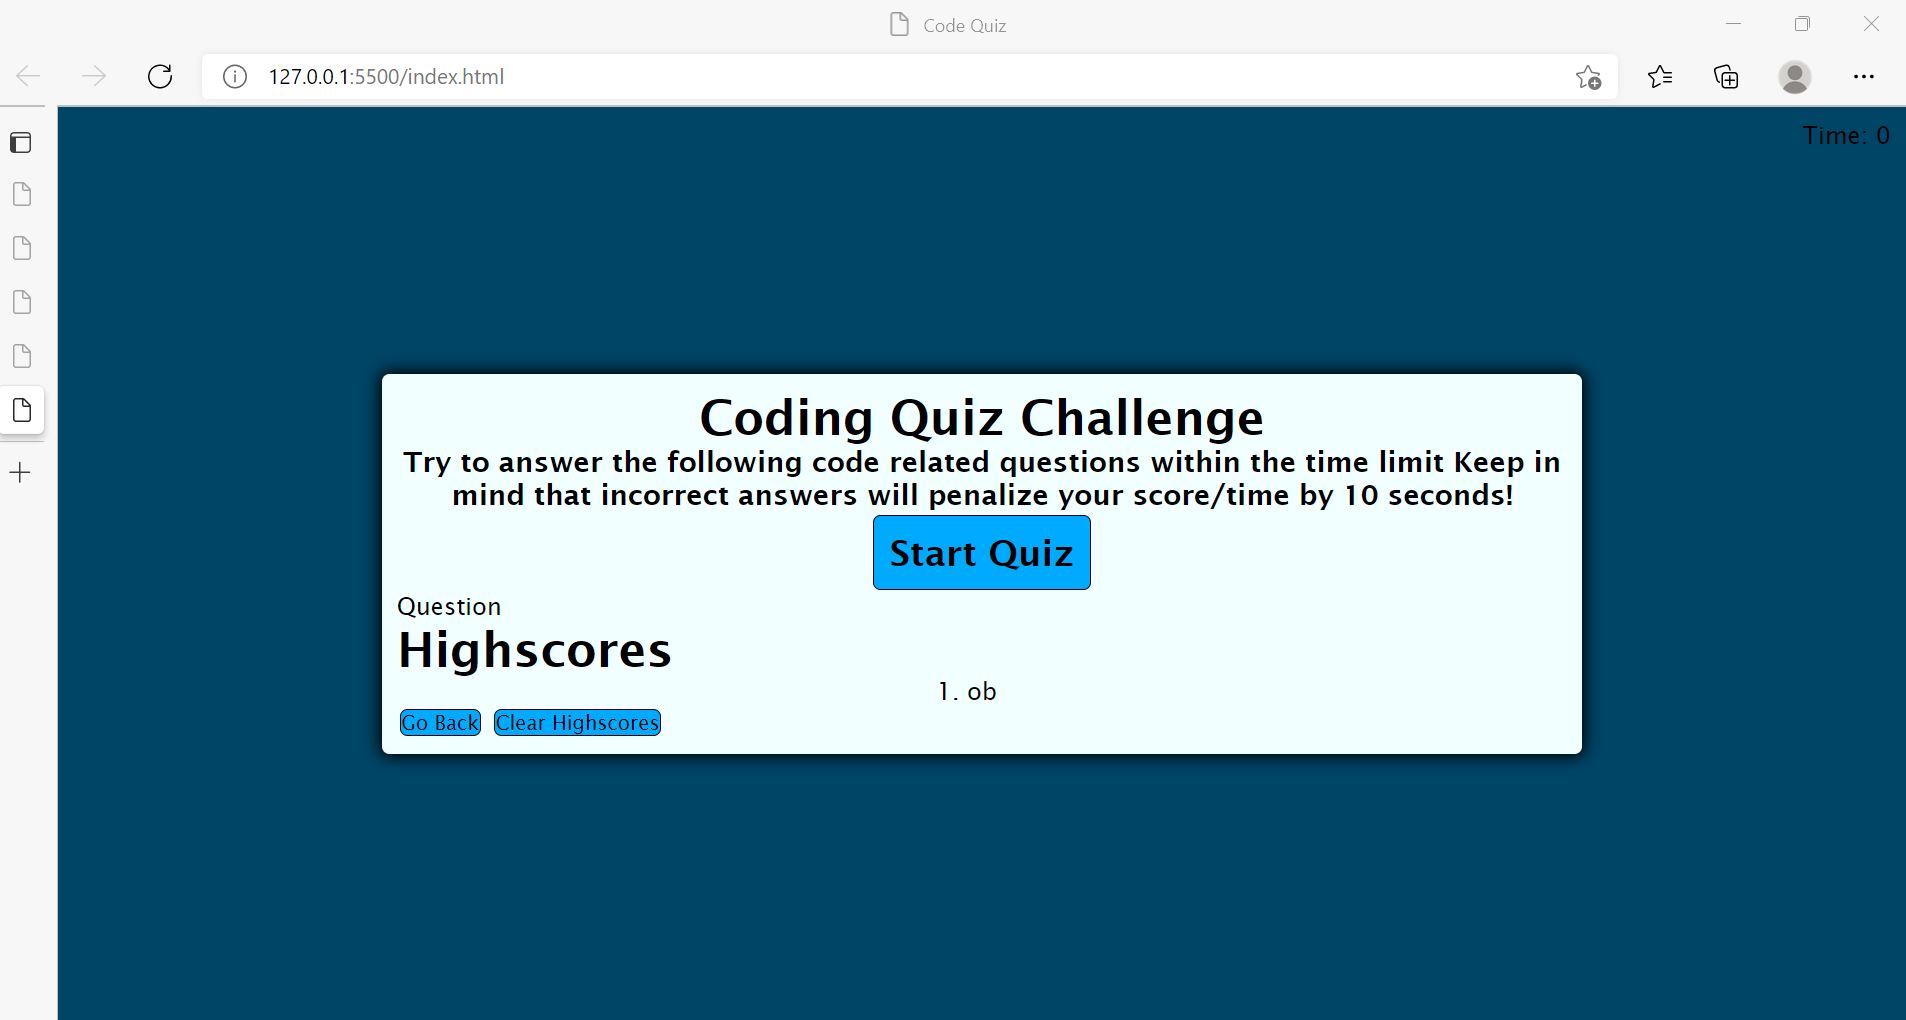 Code Quiz
127.0.0.1:5500/index.html
Time: 0
Coding Quiz Challenge
Try to answer the following code related questions within the time limit Keep in
mind that incorrect answers will penalize your score/time by 10 seconds!
Start Quiz
Question
Highscores
1. ob
Go Back Clear Highscores